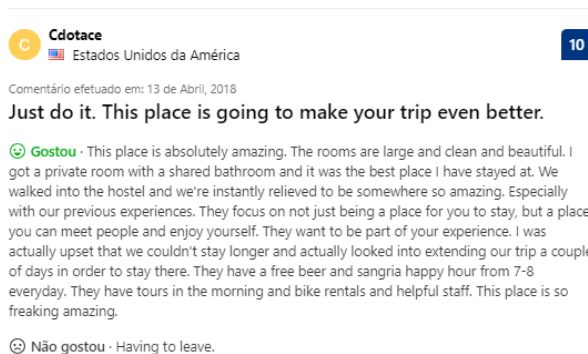 C
Cdotace
Estados Unidos da América
10
Comentário efetuado em: 13 de Abril, 2018
Just do it. This place is going to make your trip even better.
Gostou · This place is absolutely amazing. The rooms are large and clean and beautiful. I
got a private room with a shared bathroom and it was the best place I have stayed at. We
walked into the hostel and we're instantly relieved to be somewhere so amazing. Especially
with our previous experiences. They focus on not just being a place for you to stay, but a place
you can meet people and enjoy yourself. They want to be part of your experience. I was
actually upset that we couldn't stay longer and actually looked into extending our trip a couple
of days in order to stay there. They have a free beer and sangria happy hour from 7-8
everyday. They have tours in the morning and bike rentals and helpful staff. This place is so
freaking amazing.
Não gostou · Having to leave.